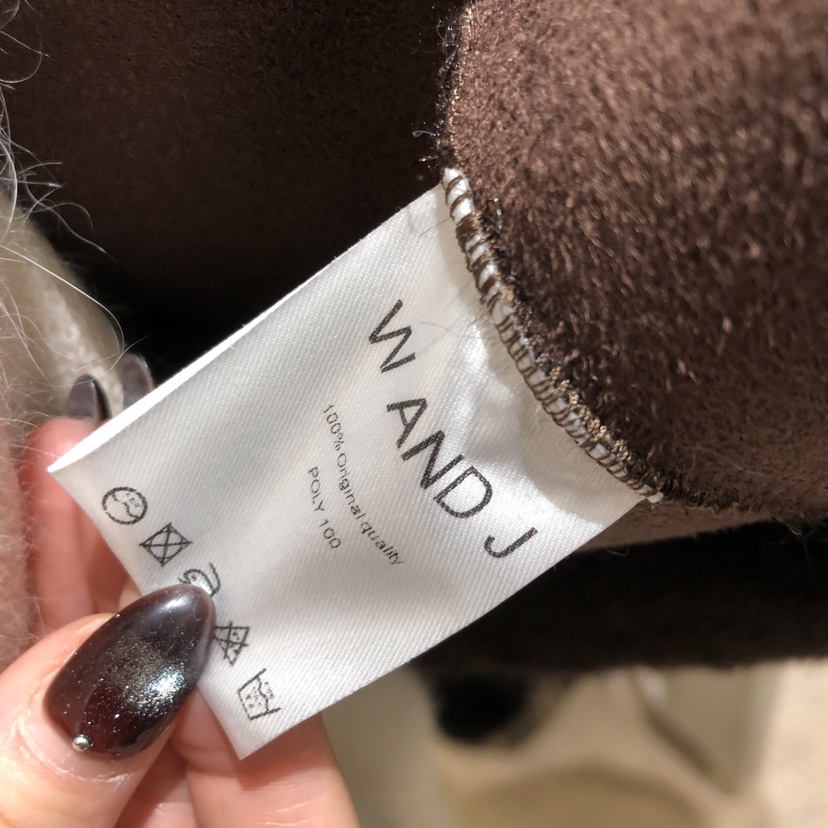 W AND J
100% Original quality
POLY 100